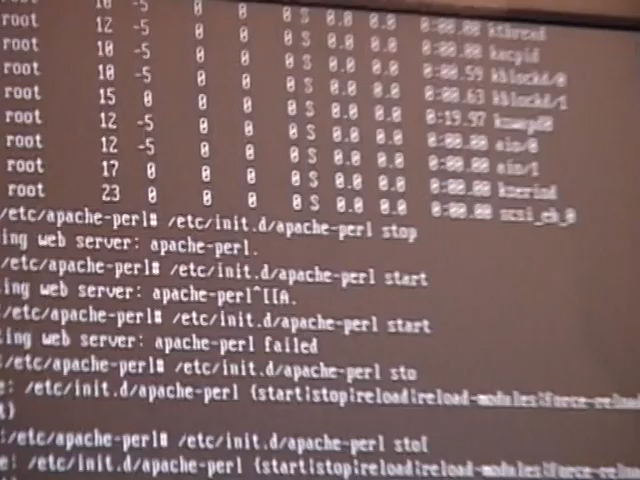 10 -5 0 0 0 S 0.0 0.0 0:00.00 kthread
root 12 -5 0 0 0 S 0.0 0.0 0:00.00 kacpid
root 10 -5 0 0 0 S 0.0 0.0 0:00.59 kblockd/0
root 10 -5 0 0 0 S 0.0 0.0 0:00.63 kblockd/1
root 15 0 0 0 0 S 0.0 0.0 0:19.97 kswapd0
root 12 -5 0 0 0 S 0.0 0.0 0:00.00 aio/0
root 12 -5 0 0 0 S 0.0 0.0 0:00.00 aio/1
root 17 0 0 0 0 S 0.0 0.0 0:00.00 kseriod
root 23 0 0 0 0 S 0.0 0.0 0:00.00 scsi_eh_0
/etc/apache-perl# /etc/init.d/apache-perl stop
ing web server: apache-perl.
/etc/apache-perl# /etc/init.d/apache-perl start
ing web server: apache-perl^[[A.
:/etc/apache-perl# /etc/init.d/apache-perl start
ting web server: apache-perl failed
:/etc/apache-perl# /etc/init.d/apache-perl sto
e: /etc/init.d/apache-perl {start|stop|reload|reload-modules|force-reload
t}
:/etc/apache-perl# /etc/init.d/apache-perl sto[
e: /etc/init.d/apache-perl {start|stop|reload|reload-modules|force-reload